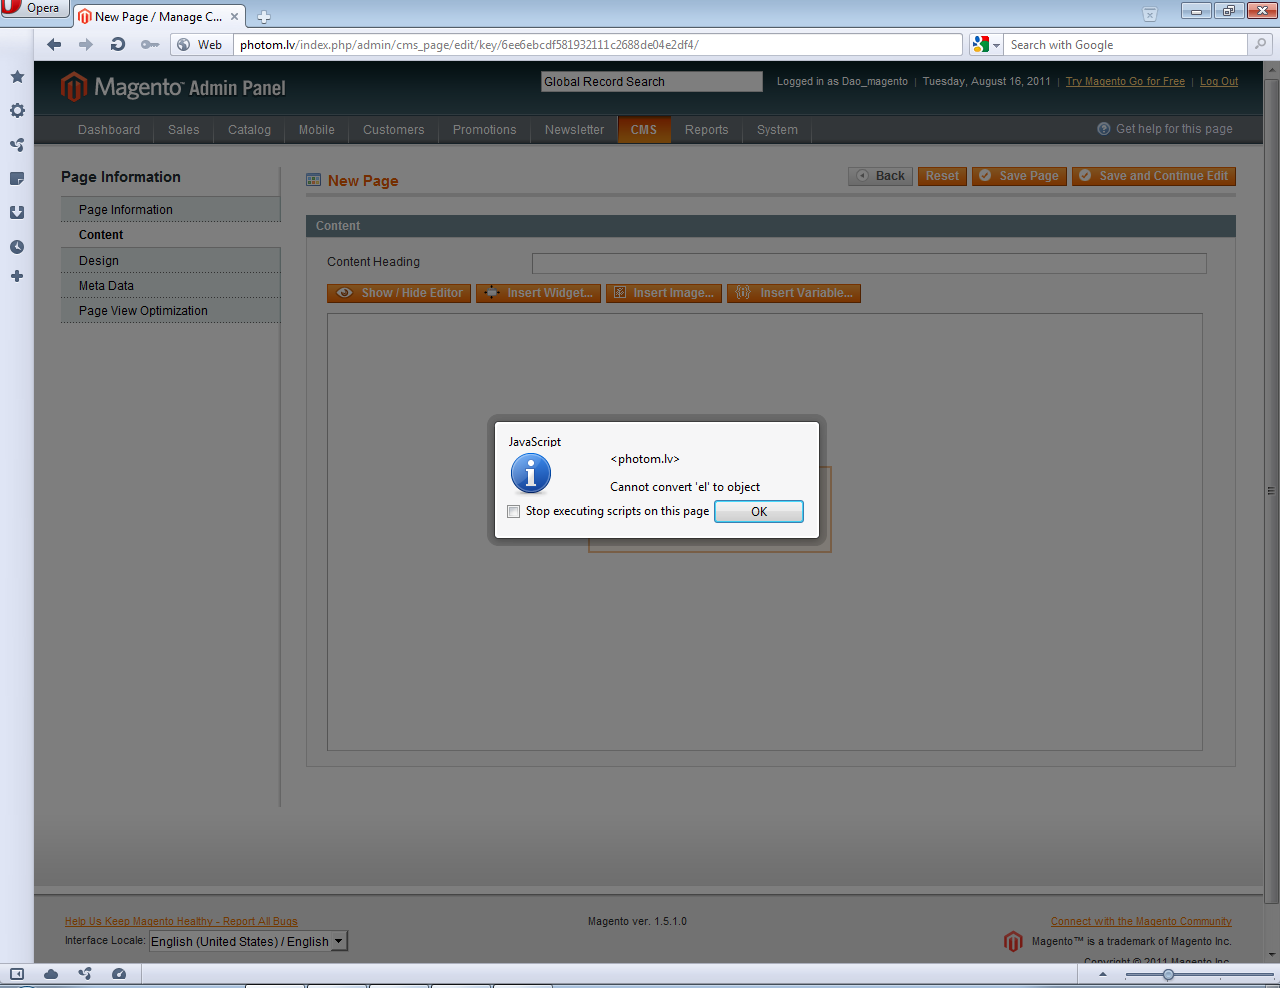 Opera
New Page / Manage C...
Web
photom.lv/index.php/admin/cms_page/edit/key/6ee6ebcdf581932111c2688de04e2df4/
Search with Google
Magento™ Admin Panel
Global Record Search
Logged in as Dao_magento | Tuesday, August 16, 2011 | Try Magento Go for Free | Log Out
Dashboard Sales Catalog Mobile Customers Promotions Newsletter CMS Reports System
Get help for this page
Page Information
Page Information
Content
Design
Meta Data
Page View Optimization
New Page
Back Reset Save Page Save and Continue Edit
Content
Content Heading
Show / Hide Editor Insert Widget... Insert Image... Insert Variable...
JavaScript
<photom.lv>
Cannot convert 'el' to object
Stop executing scripts on this page OK
Help Us Keep Magento Healthy - Report All Bugs
Interface Locale: English (United States) / English
Magento ver. 1.5.1.0
Connect with the Magento Community
Magento™ is a trademark of Magento Inc.
Copyright © 2011 Magento Inc.